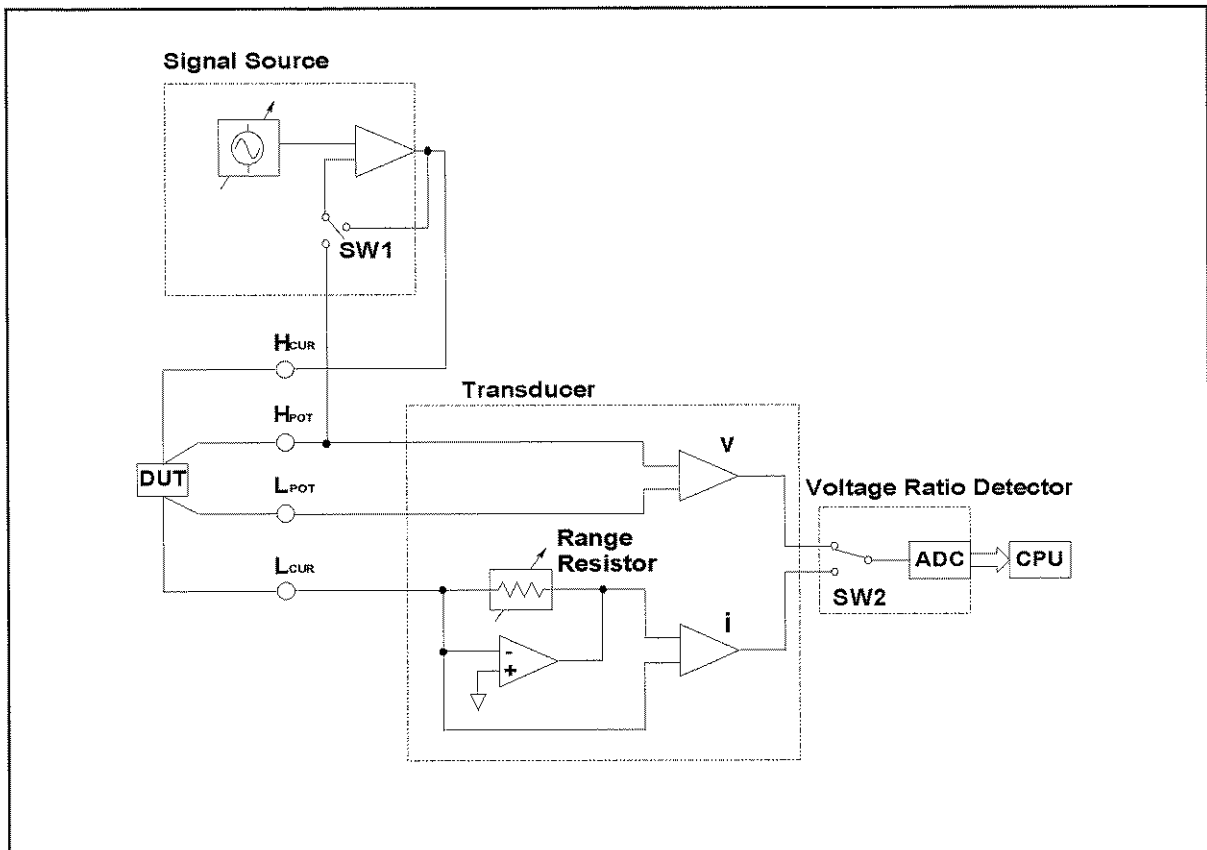 Signal Source
SW1
HCUR
Transducer
HPOT
V
DUT
LPOT
Voltage Ratio Detector
Range
Resistor
ADC
CPU
LCUR
SW2
i
-
+